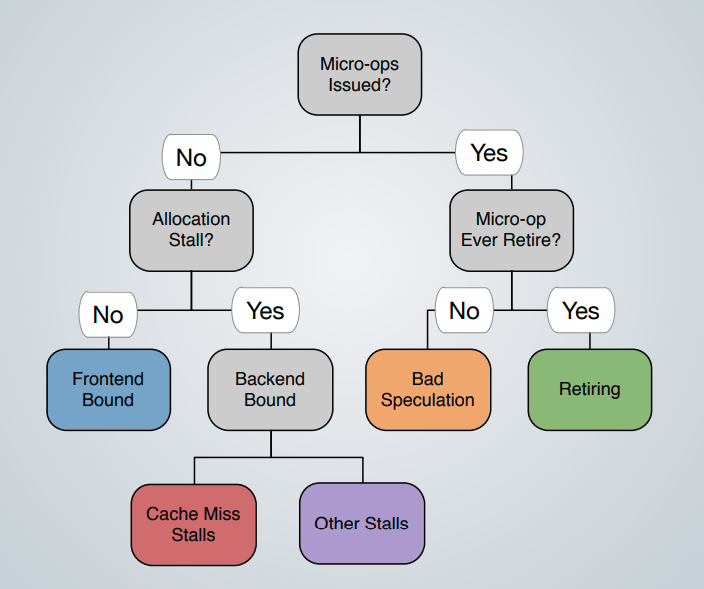 Micro-ops
Issued?
No
Yes
Allocation
Stall?
Micro-op
Ever Retire?
No
Yes
No
Yes
Frontend
Bound
Backend
Bound
Bad
Speculation
Retiring
Cache Miss
Stalls
Other Stalls